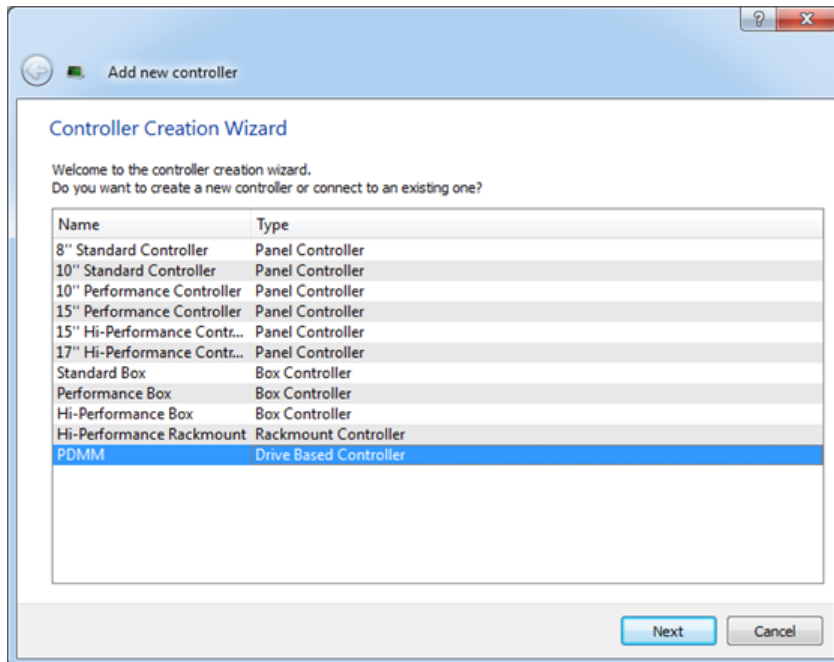 ?
Add new controller
Controller Creation Wizard
Welcome to the controller creation wizard.
Do you want to create a new controller or connect to an existing one?
Name Type
8" Standard Controller Panel Controller
10" Standard Controller Panel Controller
10" Performance Controller Panel Controller
15" Performance Controller Panel Controller
15" Hi-Performance Contr... Panel Controller
17" Hi-Performance Contr... Panel Controller
Standard Box Box Controller
Performance Box Box Controller
Hi-Performance Box Box Controller
Hi-Performance Rackmount Rackmount Controller
PDMM Drive Based Controller
Next Cancel